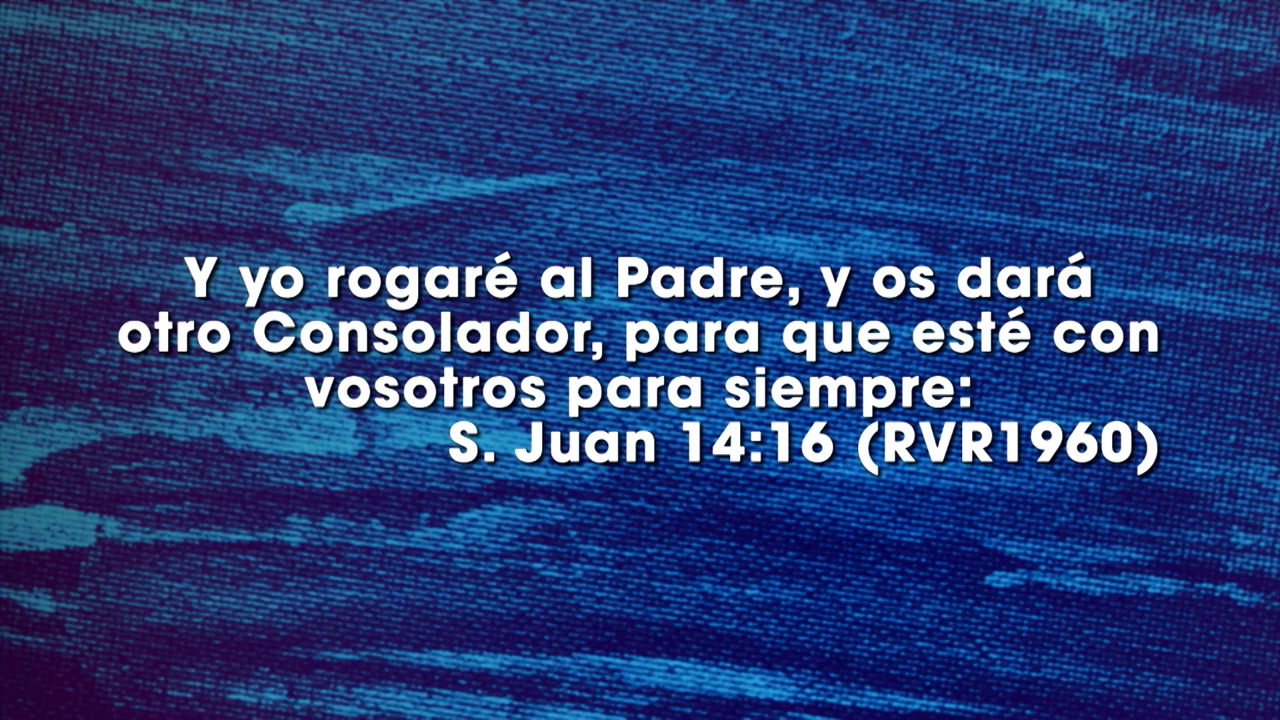 Y yo rogaré al Padre, y os dará
otro Consolador, para que esté con
vosotros para siempre:
S. Juan 14:16 (RVR1960)